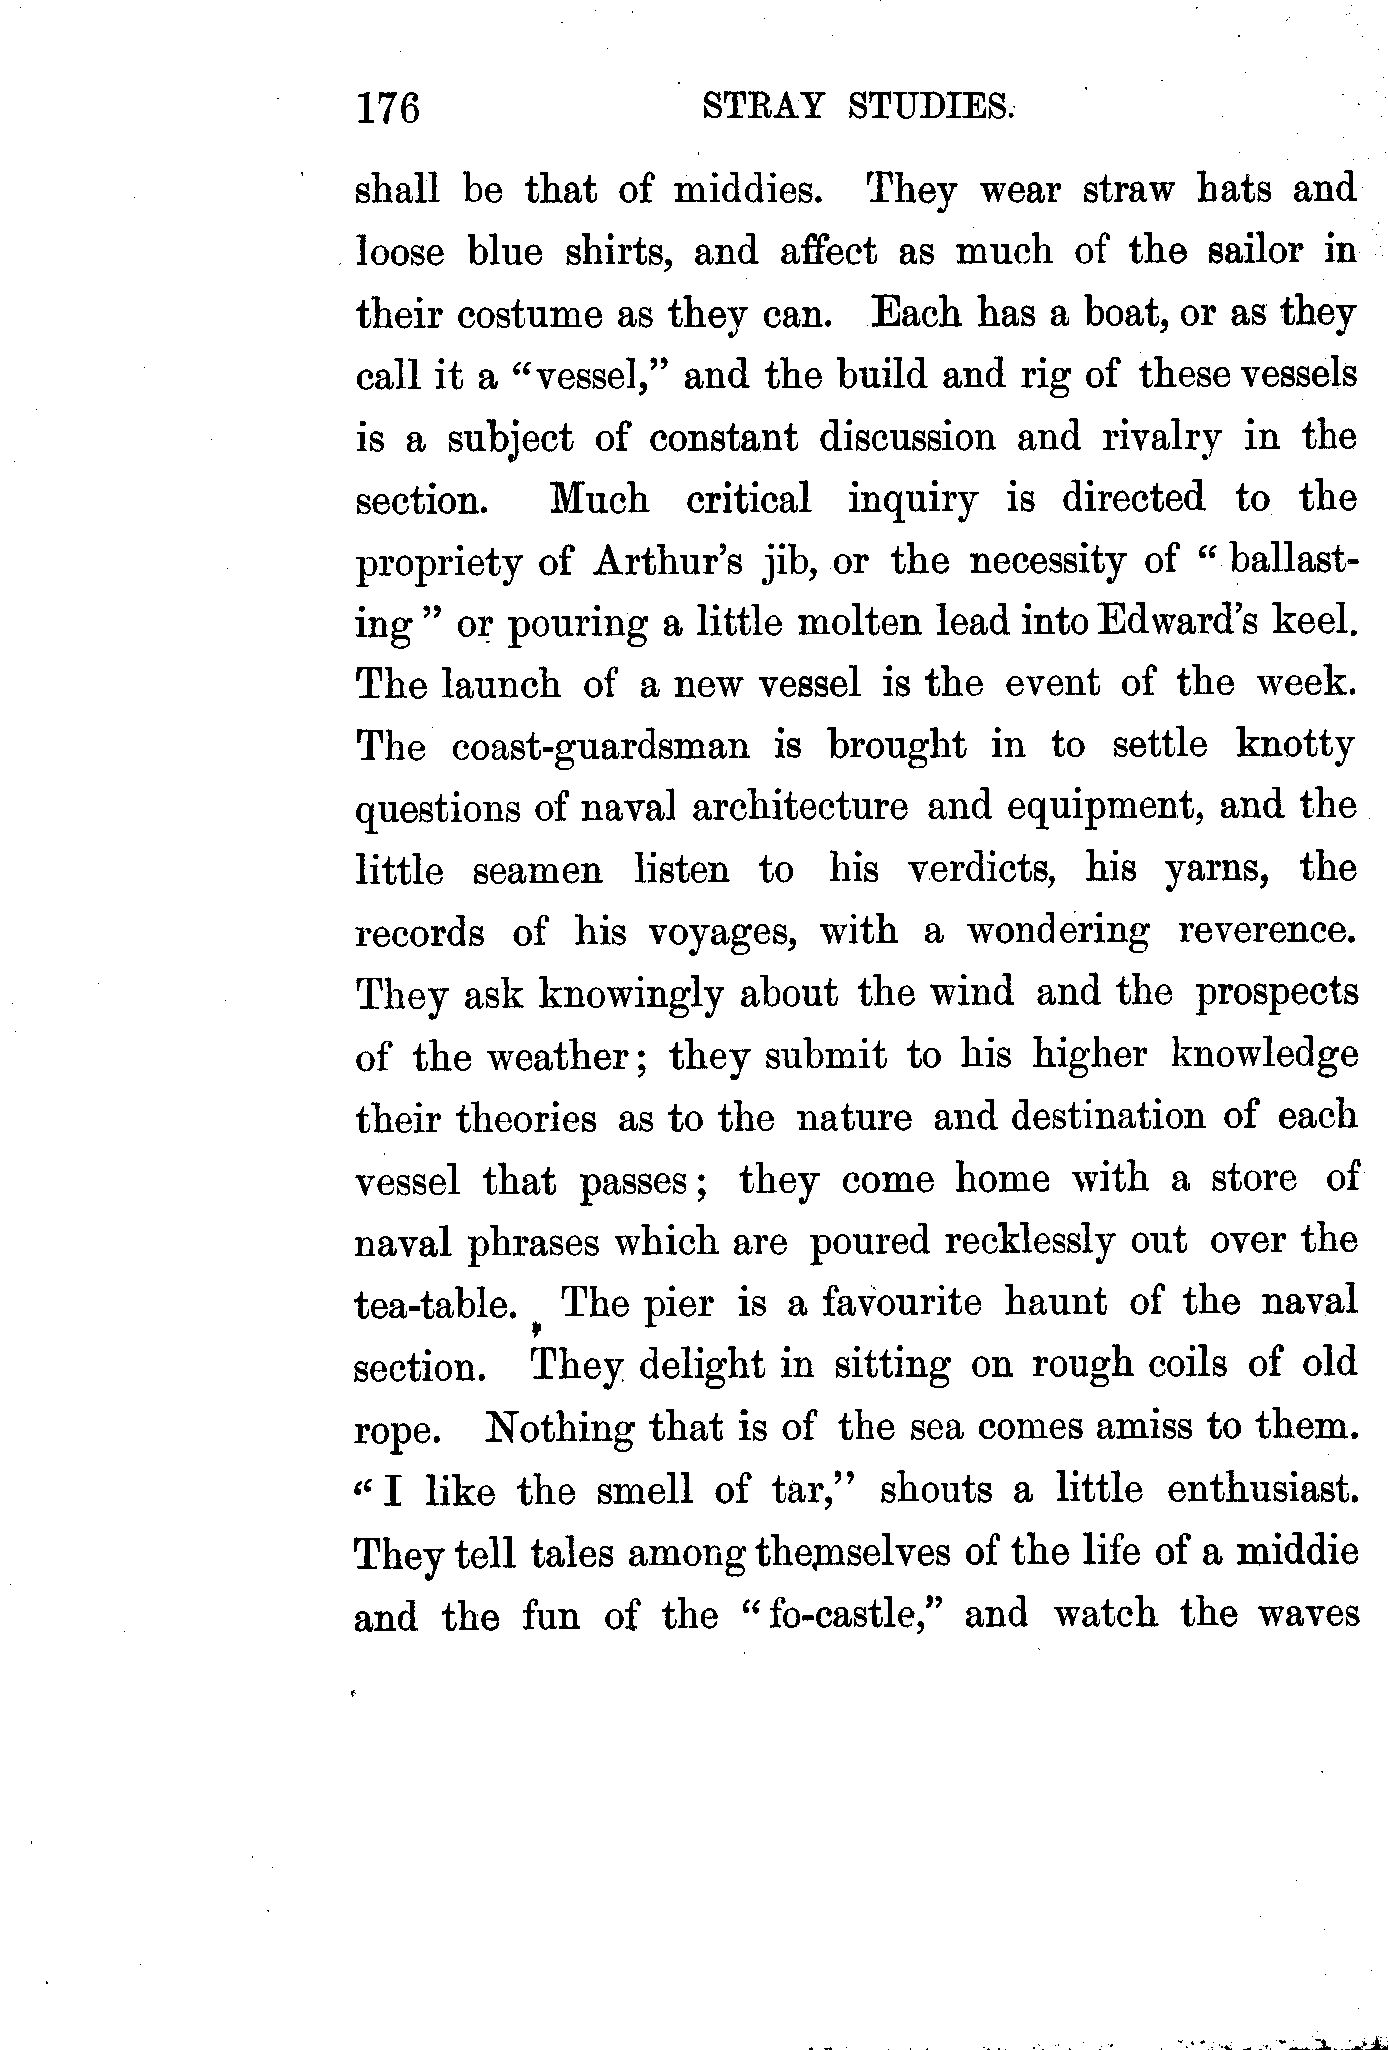 176 STRAY STUDIES.
shall be that of middies. They wear straw hats and
loose blue shirts, and affect as much of the sailor in
their costume as they can. Each has a boat, or as they
call it a “vessel,” and the build and rig of these vessels
is a subject of constant discussion and rivalry in the
section. Much critical inquiry is directed to the
propriety of Arthur’s jib, or the necessity of “ ballast-
ing ” or pouring a little molten lead into Edward’s keel.
The launch of a new vessel is the event of the week.
The coast-guardsman is brought in to settle knotty
questions of naval architecture and equipment, and the
little seamen listen to his verdicts, his yarns, the
records of his voyages, with a wondering reverence.
They ask knowingly about the wind and the prospects
of the weather; they submit to his higher knowledge
their theories as to the nature and destination of each
vessel that passes; they come home with a store of
naval phrases which are poured recklessly out over the
tea-table. The pier is a favourite haunt of the naval
section. They delight in sitting on rough coils of old
rope. Nothing that is of the sea comes amiss to them.
“ I like the smell of tar,” shouts a little enthusiast.
They tell tales among themselves of the life of a middie
and the fun of the “ fo-castle,” and watch the waves